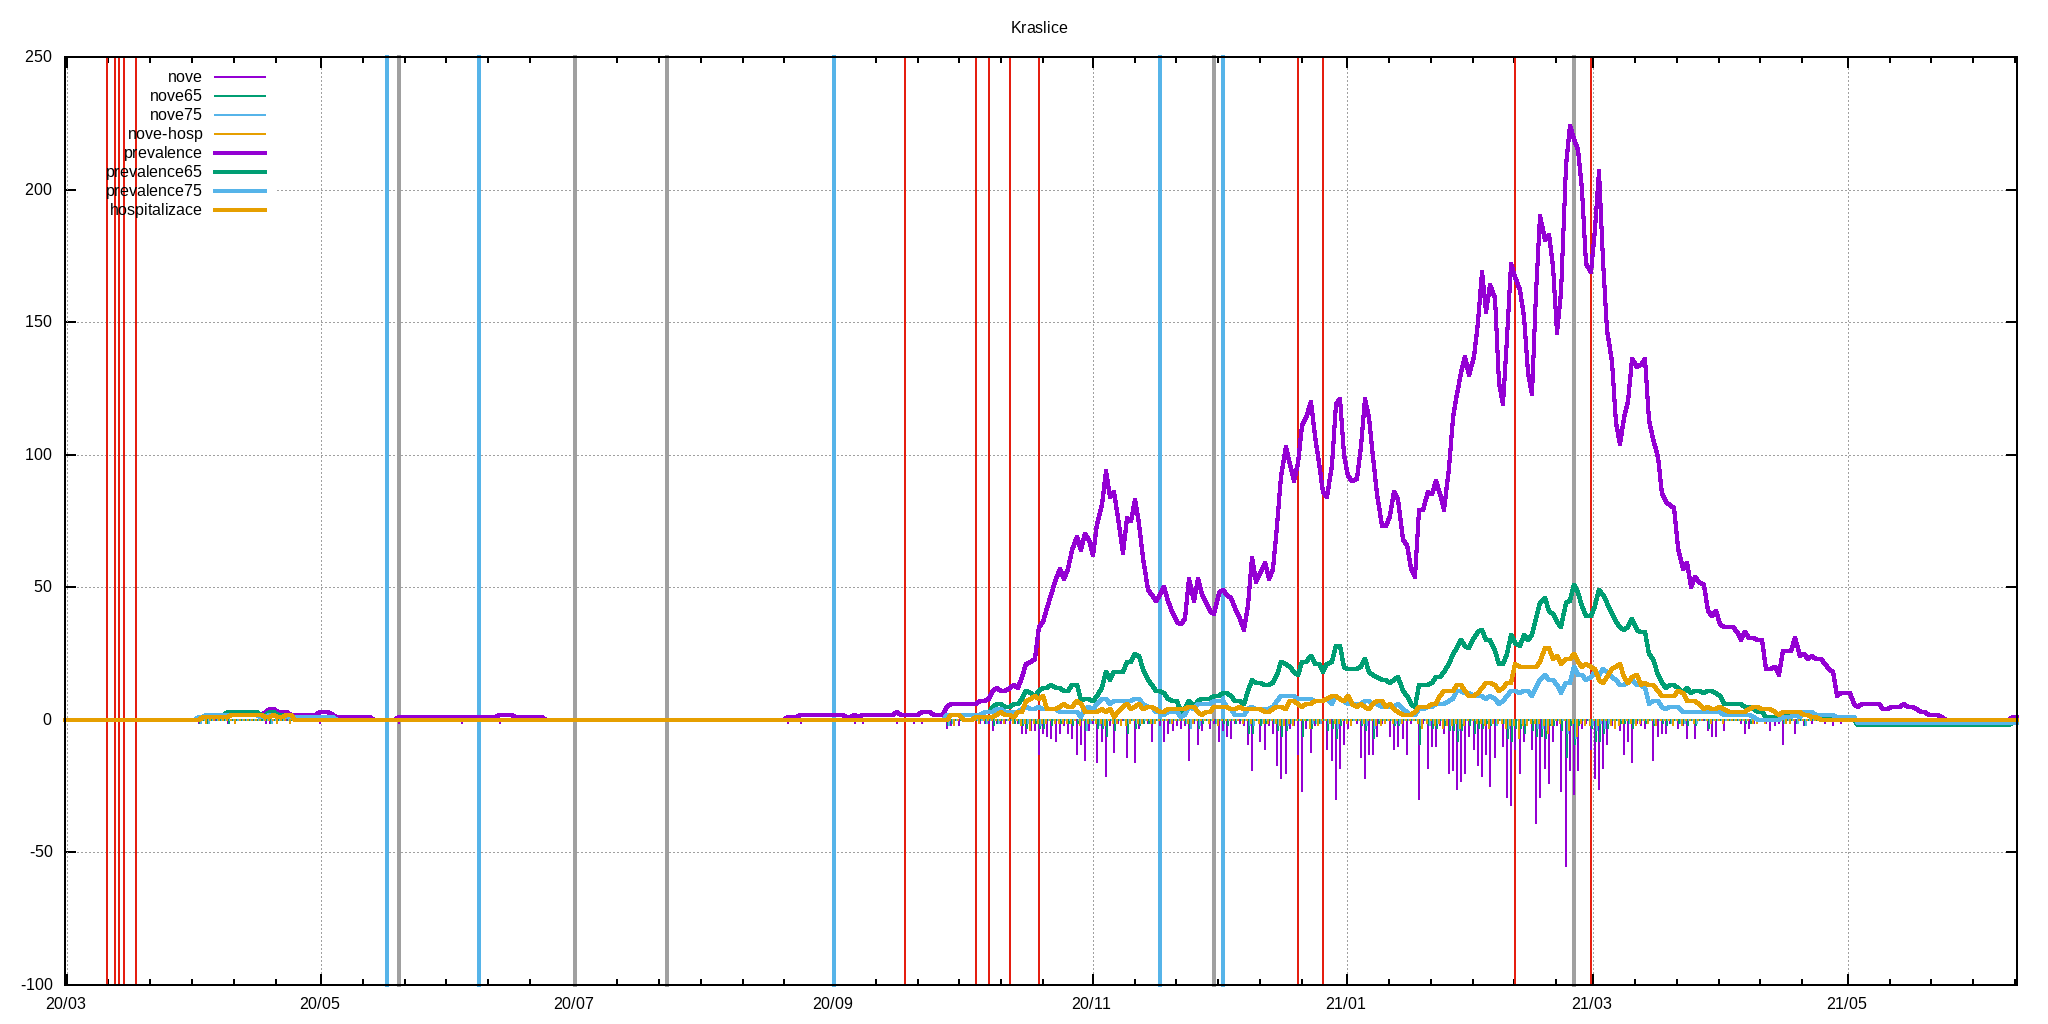 Kraslice
250
200
150
100
50
0
-50
-100
nove
nove65
nove75
nove-hosp
prevalence
prevalence65
prevalence75
hospitalizace
20/03 20/05 20/07 20/09 20/11 21/01 21/03 21/05